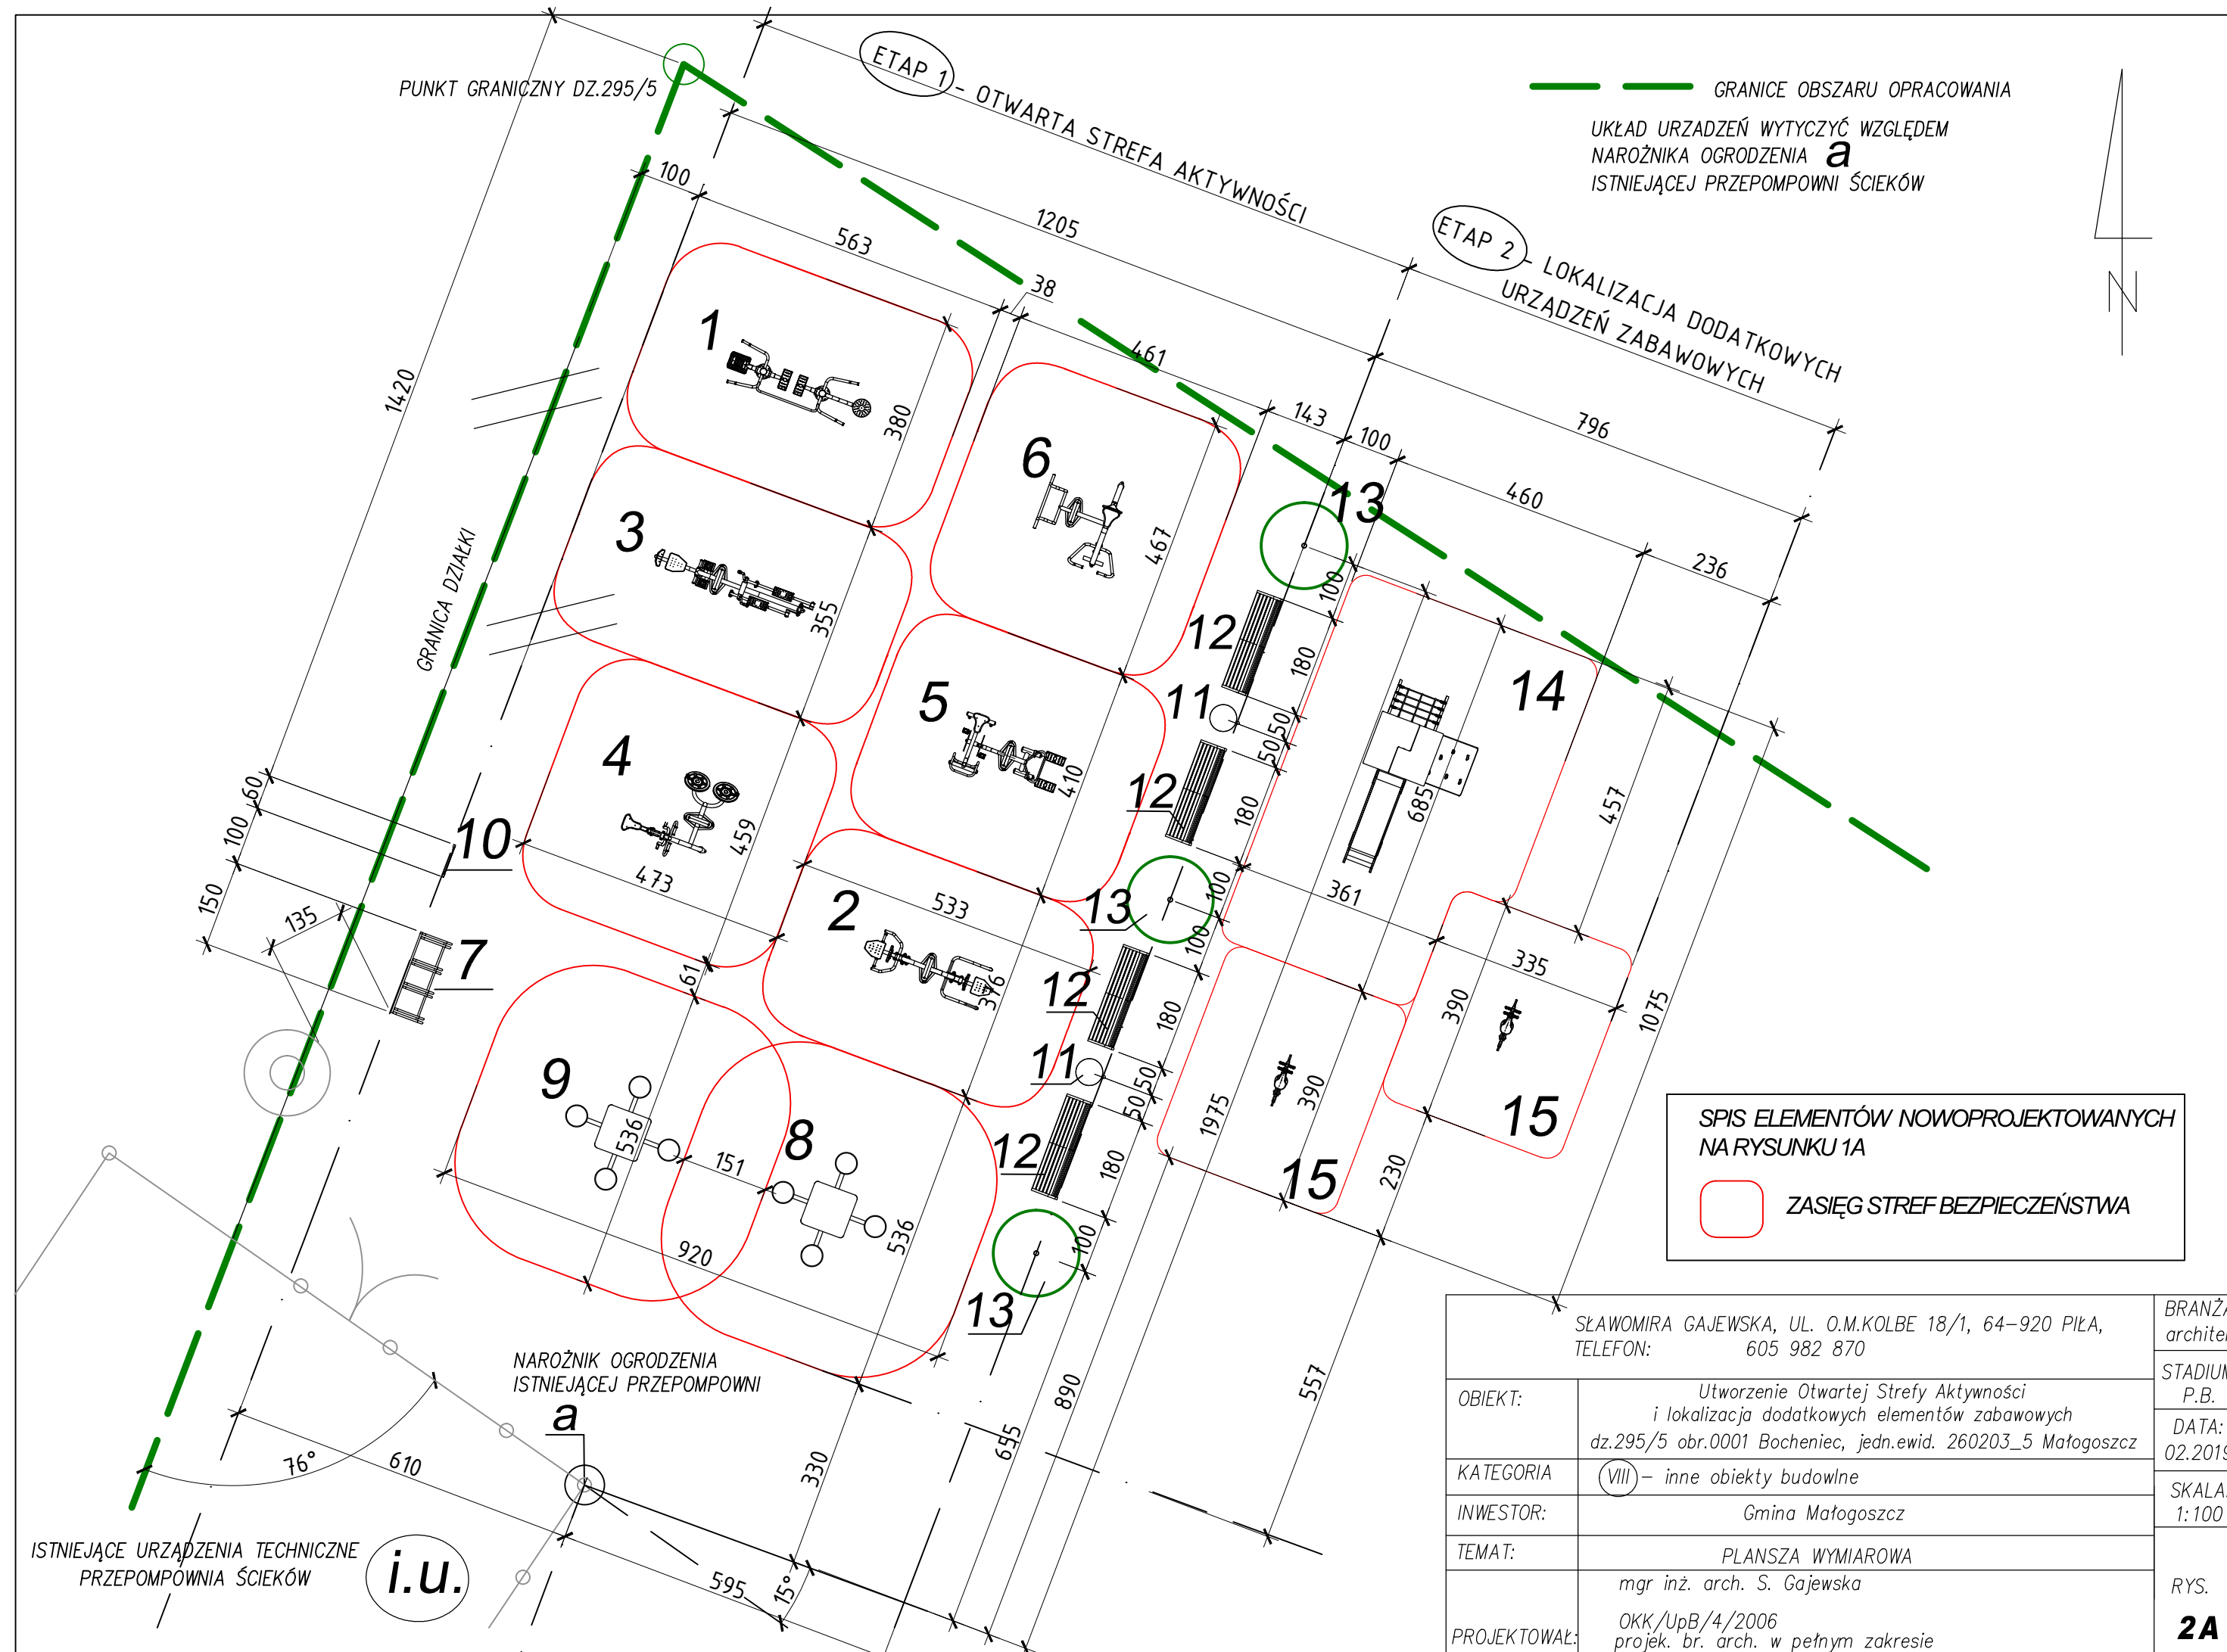 PUNKT GRANICZNY DZ.295/5
ETAP 1 - OTWARTA STREFA AKTYWNOŚCI
ETAP 2 - LOKALIZACJA DODATKOWYCH
URZĄDZEŃ ZABAWOWYCH
GRANICE OBSZARU OPRACOWANIA
UKŁAD URZADZEŃ WYTYCZYĆ WZGLĘDEM
NAROŻNIKA OGRODZENIA a
ISTNIEJĄCEJ PRZEPOMPOWNI ŚCIEKÓW
N
100
563
38
1205
461
143
100
796
460
236
1420
GRANICA DZIAŁKI
1
380
3
355
4
459
473
6
467
5
410
2
533
376
61
9
536
8
536
151
920
60
100
150
135
10
7
13
100
12
180
11
50
50
12
180
100
13
100
12
180
11
50
50
12
180
100
13
14
685
457
361
335
390
15
390
15
1975
1075
230
557
890
655
330
76°
610
595
15°
NAROŻNIK OGRODZENIA
ISTNIEJĄCEJ PRZEPOMPOWNI
a
ISTNIEJĄCE URZĄDZENIA TECHNICZNE
PRZEPOMPOWNIA ŚCIEKÓW
i.u.
SPIS ELEMENTÓW NOWOPROJEKTOWANYCH
NA RYSUNKU 1A
ZASIĘG STREF BEZPIECZEŃSTWA
SŁAWOMIRA GAJEWSKA, UL. O.M.KOLBE 18/1, 64-920 PIŁA,
TELEFON: 605 982 870
OBIEKT:
Utworzenie Otwartej Strefy Aktywności
i lokalizacja dodatkowych elementów zabawowych
dz.295/5 obr.0001 Bocheniec, jedn.ewid. 260203_5 Małogoszcz
KATEGORIA
VIII - inne obiekty budowlne
INWESTOR:
Gmina Małogoszcz
TEMAT:
PLANSZA WYMIAROWA
mgr inż. arch. S. Gajewska
PROJEKTOWAŁ:
OKK/UpB/4/2006
projek. br. arch. w pełnym zakresie
BRANŻA
architek
STADIUM
P.B.
DATA:
02.2019
SKALA:
1:100
RYS.
2A